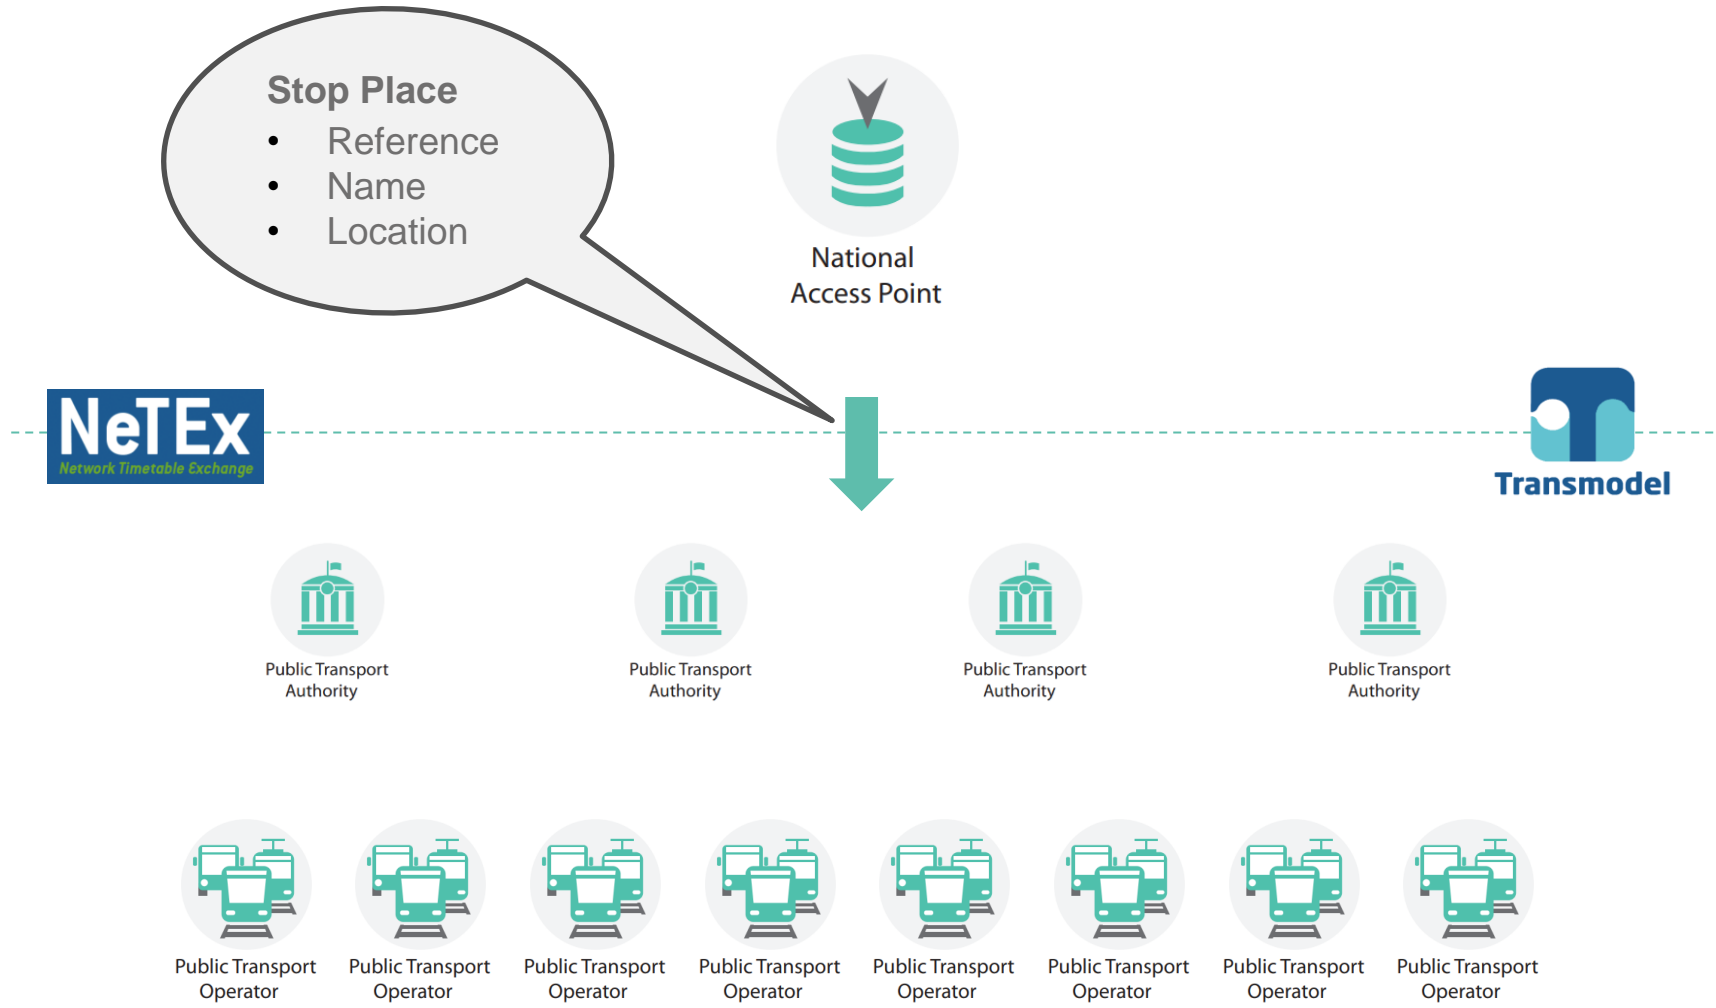 Stop Place
• Reference
• Name
• Location
National
Access Point
NeTEx
Network Timetable Exchange
Transmodel
Public Transport
Authority
Public Transport
Authority
Public Transport
Authority
Public Transport
Authority
Public Transport
Operator
Public Transport
Operator
Public Transport
Operator
Public Transport
Operator
Public Transport
Operator
Public Transport
Operator
Public Transport
Operator
Public Transport
Operator